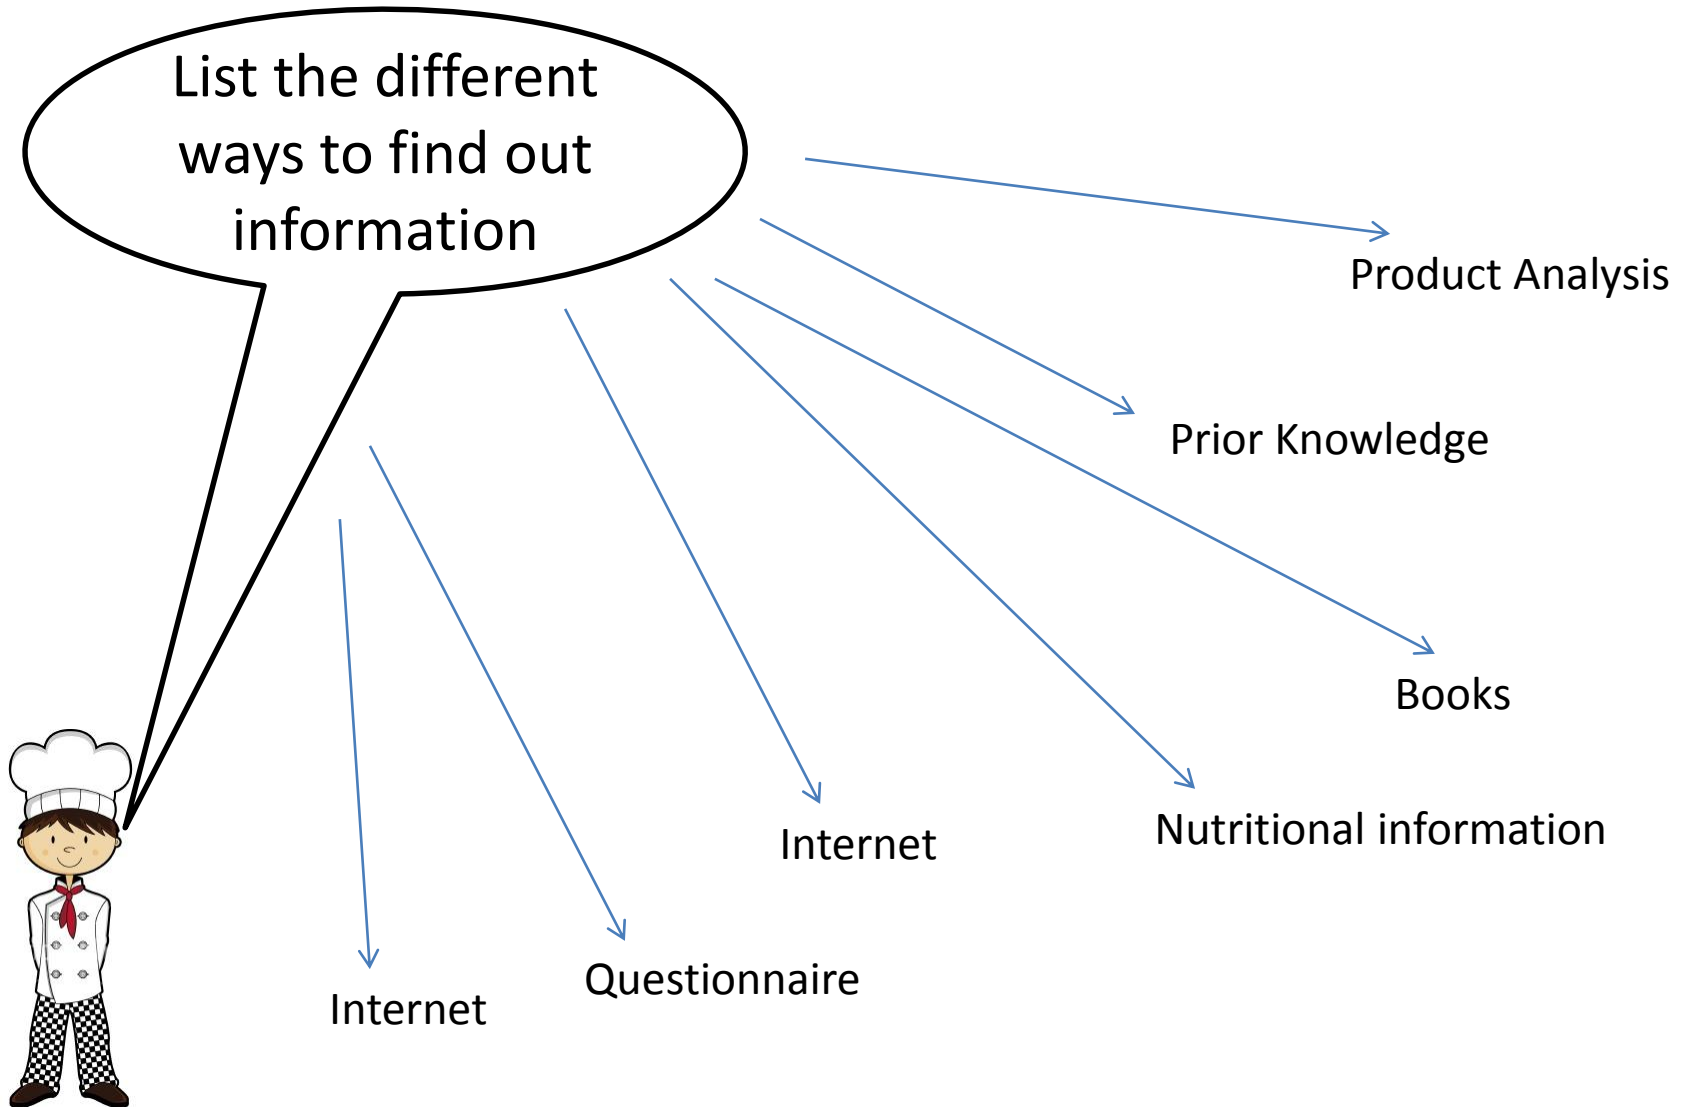 List the different
ways to find out
information
Product Analysis
Prior Knowledge
Books
Nutritional information
Internet
Questionnaire
Internet